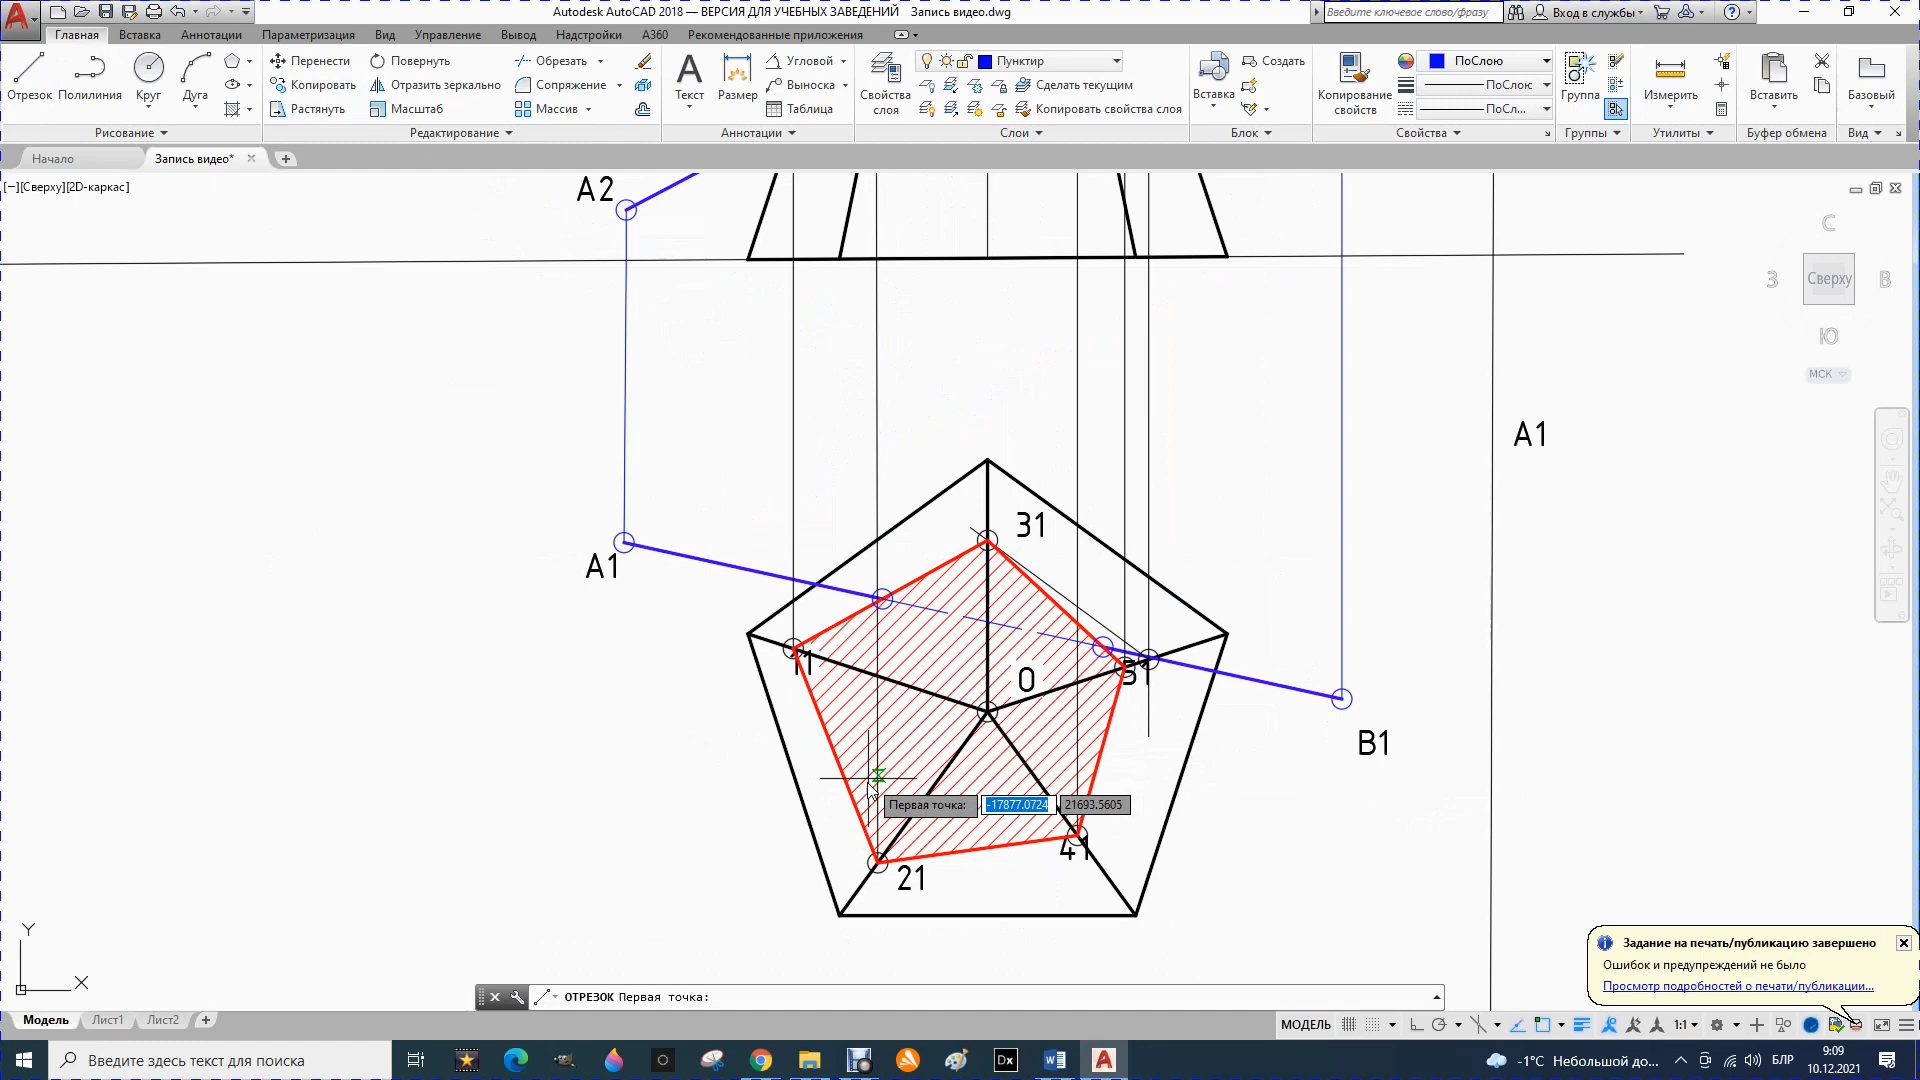 Autodesk AutoCAD 2018 — ВЕРСИЯ ДЛЯ УЧЕБНЫХ ЗАВЕДЕНИЙ Запись видео.dwg
Введите ключевое слово/фразу
Вход в службы
Главная Вставка Аннотации Параметризация Вид Управление Вывод Надстройки A360 Рекомендованные приложения
Отрезок Полилиния Круг Дуга
Рисование
Перенести Повернуть Обрезать
Копировать Отразить зеркально Сопряжение
Растянуть Масштаб Массив
Редактирование
Текст Размер
Угловой
Выноска
Таблица
Аннотации
Свойства слоя
Пунктир
Сделать текущим
Копировать свойства слоя
Слои
Вставка
Создать
Блок
Копирование свойств
ПоСлою
ПоСлою
ПоСл...
Свойства
Группа
Группы
Измерить
Утилиты
Вставить
Буфер обмена
Базовый
Вид
Начало Запись видео*
[−][Сверху][2D-каркас]
A2
С
З Сверху В
Ю
МСК
A1
31
A1
11
O
51
B1
Первая точка: -17877.0724 21693.5605
41
21
Y
X
Задание на печать/публикацию завершено
Ошибок и предупреждений не было
Просмотр подробностей о печати/публикации...
ОТРЕЗОК Первая точка:
Модель Лист1 Лист2
МОДЕЛЬ 1:1
Введите здесь текст для поиска
Dx
-1°C Небольшой до...
БЛР
9:09
10.12.2021